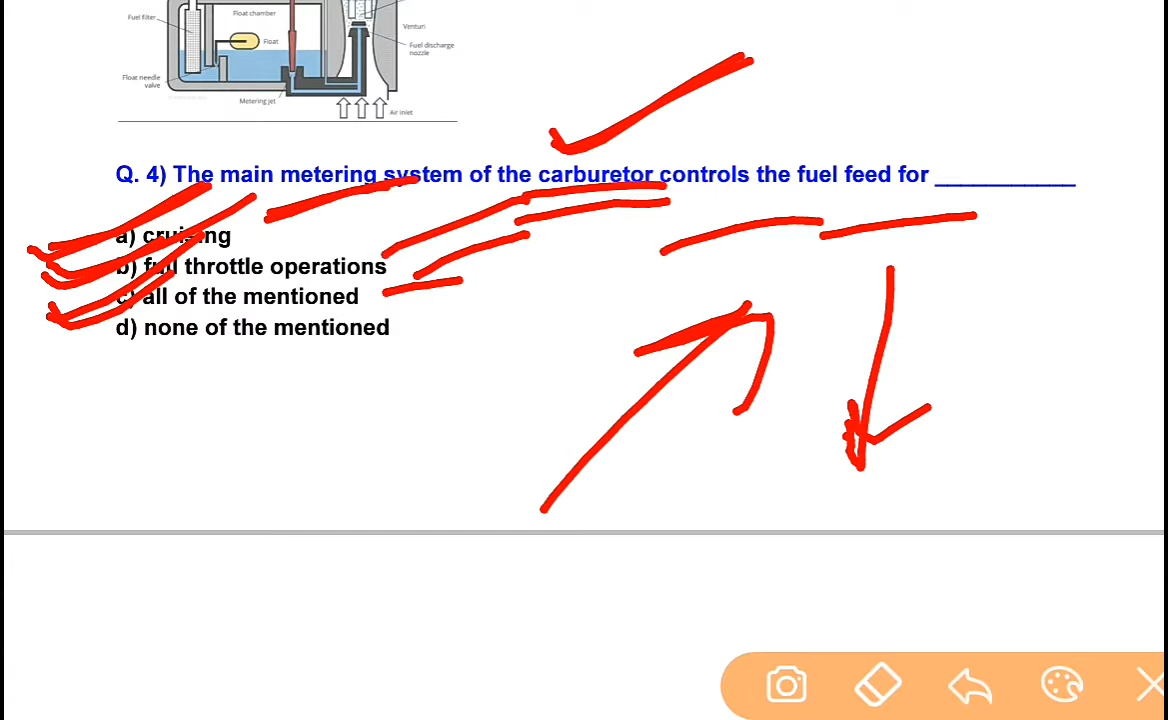 Fuel filter
Float chamber
Venturi
Float
Fuel discharge
nozzle
Float needle
valve
Metering jet
Air inlet
Q. 4) The main metering system of the carburetor controls the fuel feed for ___________
a) cruising
b) full throttle operations
c) all of the mentioned
d) none of the mentioned